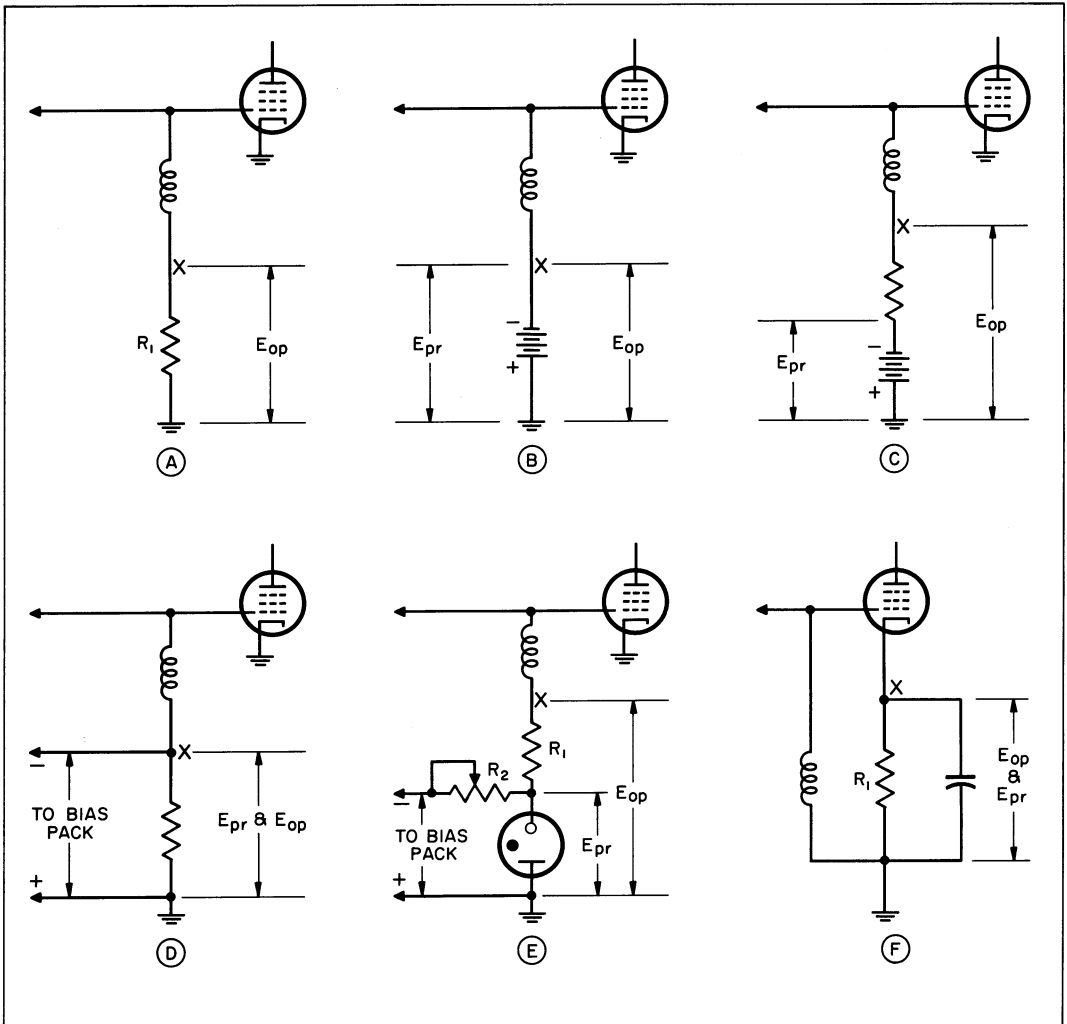 X
R1
Eop
A
Epr
X
−
+
Eop
B
X
Epr
−
+
Eop
C
X
−
TO BIAS
PACK
+
Epr & Eop
D
X
R1
R2
−
TO BIAS
PACK
+
Epr
Eop
E
X
R1
Eop
&
Epr
F